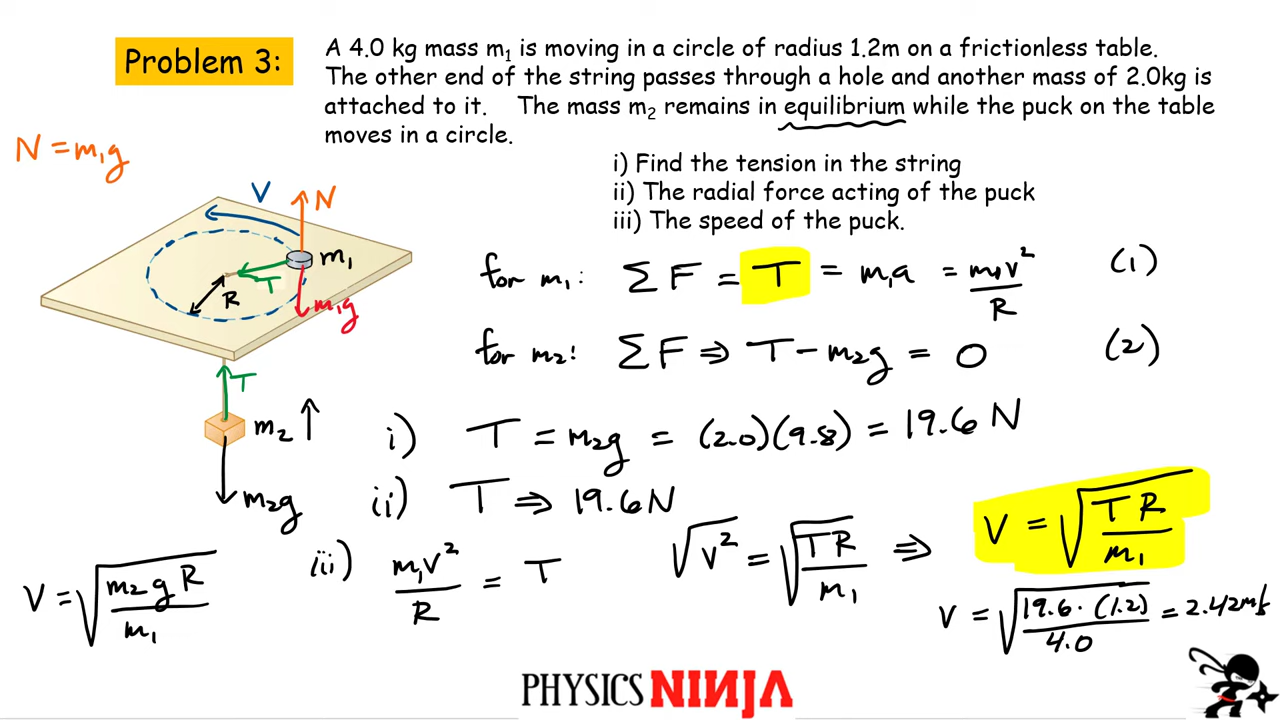 Problem 3:
A 4.0 kg mass m₁ is moving in a circle of radius 1.2m on a frictionless table.
The other end of the string passes through a hole and another mass of 2.0kg is
attached to it. The mass m₂ remains in equilibrium while the puck on the table
moves in a circle.
N = m₁g
i) Find the tension in the string
ii) The radial force acting of the puck
iii) The speed of the puck.
V
N
m₁
T
R
m₁g
T
m₂
m₂g
for m₁: ΣF = T = m₁a = m₁v²/R (1)
for m₂: ΣF ⇒ T - m₂g = 0 (2)
i) T = m₂g = (2.0)(9.8) = 19.6 N
ii) T ⇒ 19.6 N
iii) m₁v²/R = T
√v² = √(TR/m₁) ⇒ V = √(TR/m₁)
V = √(m₂gR/m₁)
V = √(19.6 · (1.2)/4.0) = 2.42 m/s
PHYSICS NINJA